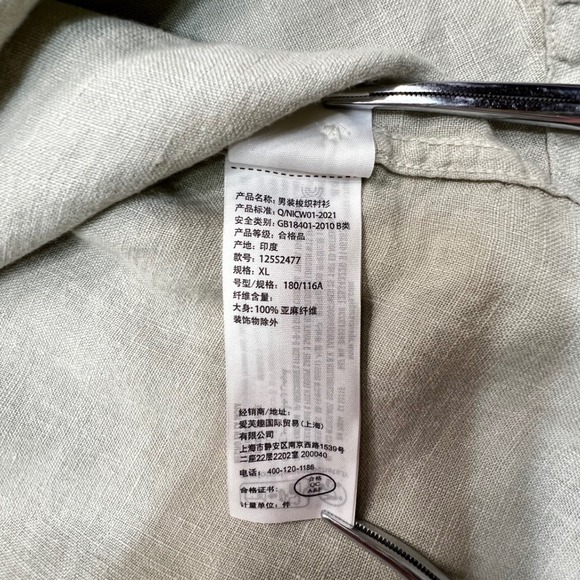 产品名称: 男装梭织衬衫
产品标准: Q/NICW01-2021
安全类别: GB18401-2010 B类
产品等级: 合格品
产地: 印度
款号: 125S2477
规格: XL
号型/规格: 180/116A
纤维含量:
大身: 100% 亚麻纤维
装饰物除外
经销商/地址:
爱芙趣国际贸易(上海)
有限公司
上海市静安区南京西路1539号
二座22层2202室 200040
电话: 400-120-1186
合格证书: 合格 QC A&F
计量单位: 件